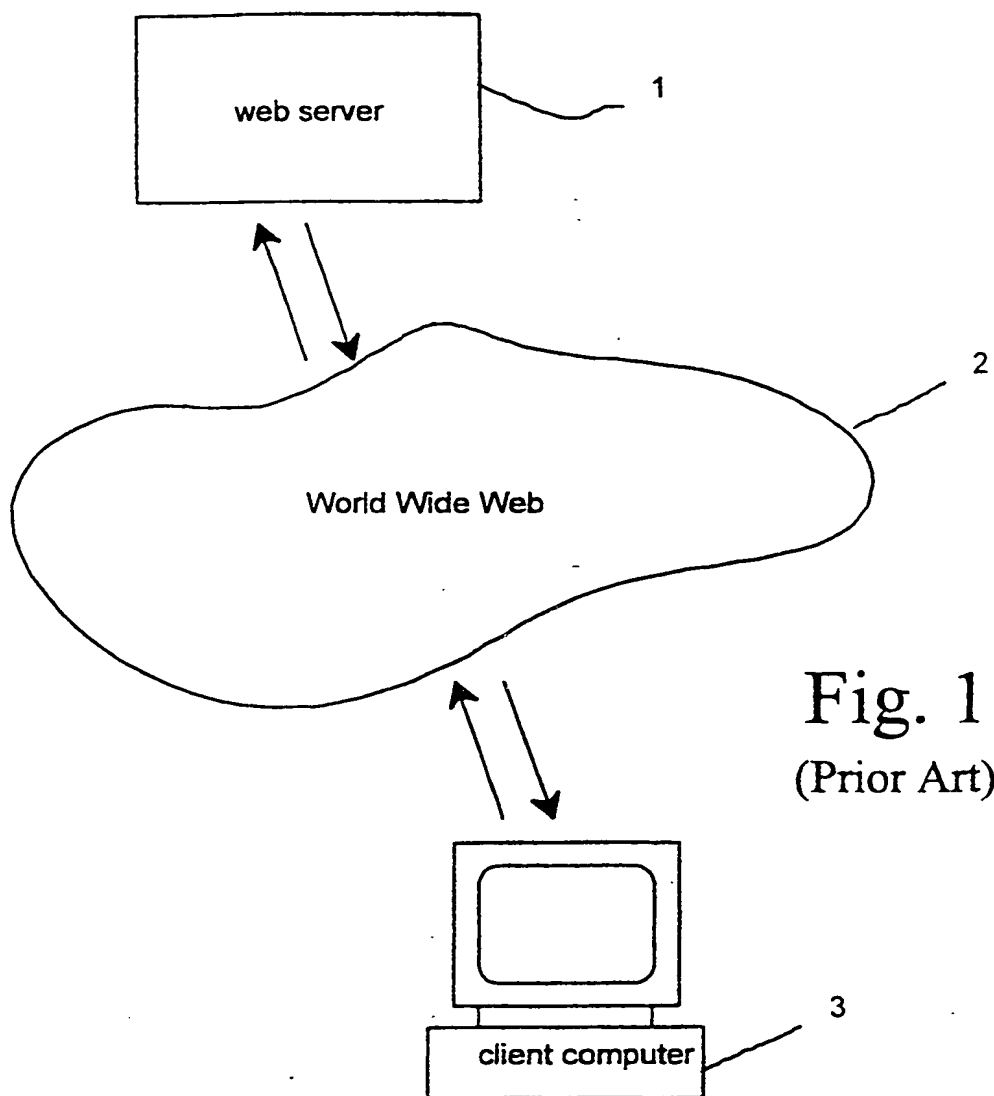 web server
1
2
World Wide Web
Fig. 1
(Prior Art)
3
client computer